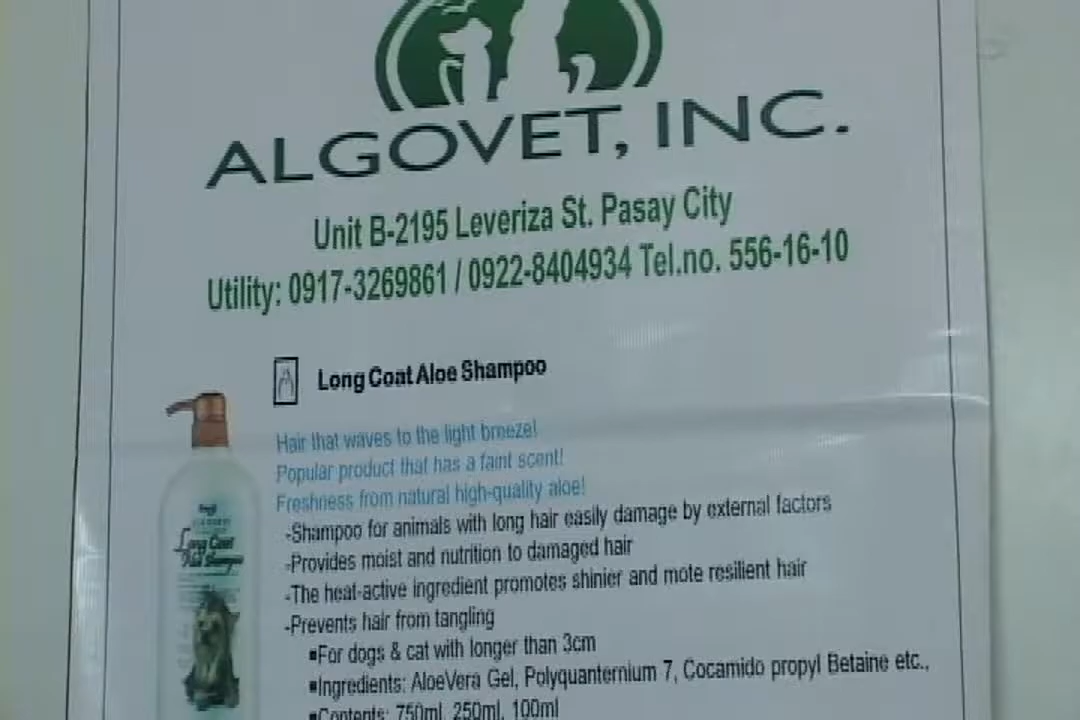 ALGOVET, INC.
Unit B-2195 Leveriza St. Pasay City
Utility: 0917-3269861 / 0922-8404934 Tel.no. 556-16-10
Long Coat Aloe Shampoo
Hair that waves to the light breeze!
Popular product that has a faint scent!
Freshness from natural high-quality aloe!
-Shampoo for animals with long hair easily damage by external factors
-Provides moist and nutrition to damaged hair
-The heat-active ingredient promotes shinier and mote resilient hair
-Prevents hair from tangling
▪For dogs & cat with longer than 3cm
▪Ingredients: AloeVera Gel, Polyquanternium 7, Cocamido propyl Betaine etc.,
▪Contents: 750ml, 250ml, 100ml
Long Coat
Aloe Shampoo